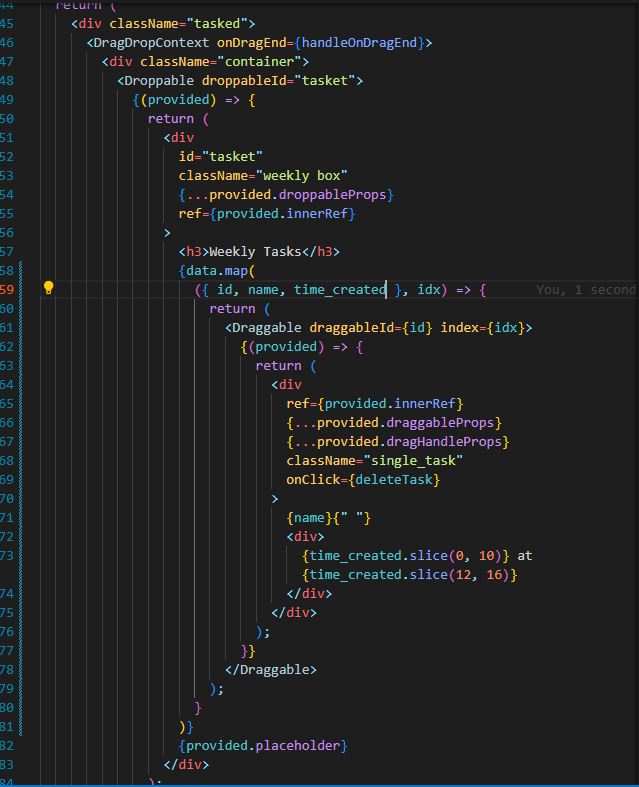 44 return (
45 <div className="tasked">
46 <DragDropContext onDragEnd={handleOnDragEnd}>
47 <div className="container">
48 <Droppable droppableId="tasket">
49 {(provided) => {
50 return (
51 <div
52 id="tasket"
53 className="weekly box"
54 {...provided.droppableProps}
55 ref={provided.innerRef}
56 >
57 <h3>Weekly Tasks</h3>
58 {data.map(
59 ({ id, name, time_created }, idx) => { You, 1 second
60 return (
61 <Draggable draggableId={id} index={idx}>
62 {(provided) => {
63 return (
64 <div
65 ref={provided.innerRef}
66 {...provided.draggableProps}
67 {...provided.dragHandleProps}
68 className="single_task"
69 onClick={deleteTask}
70 >
71 {name}{" "}
72 <div>
73 {time_created.slice(0, 10)} at
{time_created.slice(12, 16)}
74 </div>
75 </div>
76 );
77 }}
78 </Draggable>
79 );
80 }
81 )}
82 {provided.placeholder}
83 </div>
84 );